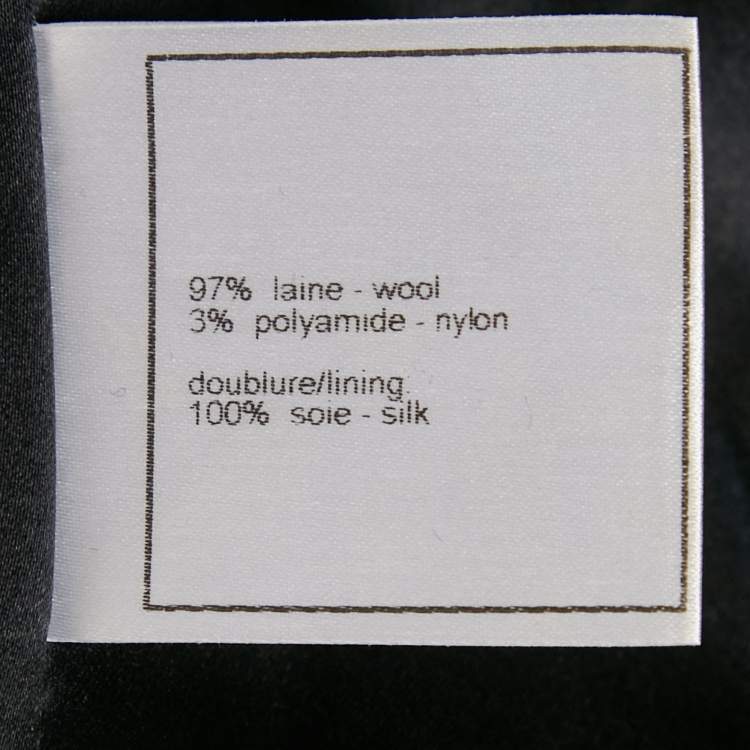 97% laine - wool
3% polyamide - nylon
doublure/lining:
100% soie - silk